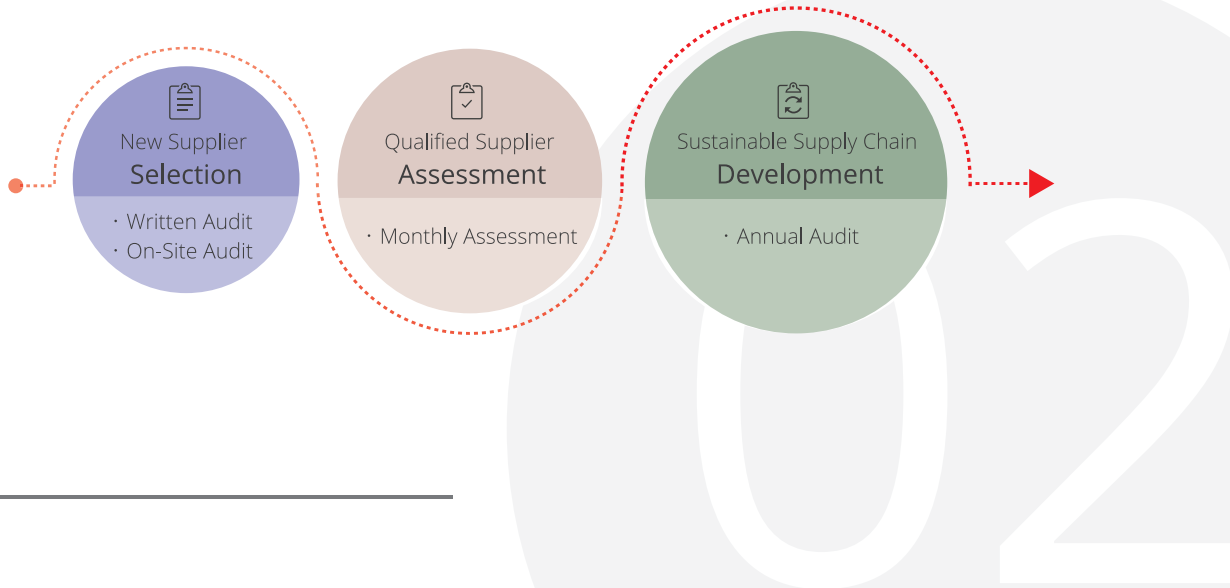 New Supplier
Selection
· Written Audit
· On-Site Audit
Qualified Supplier
Assessment
· Monthly Assessment
Sustainable Supply Chain
Development
· Annual Audit
02